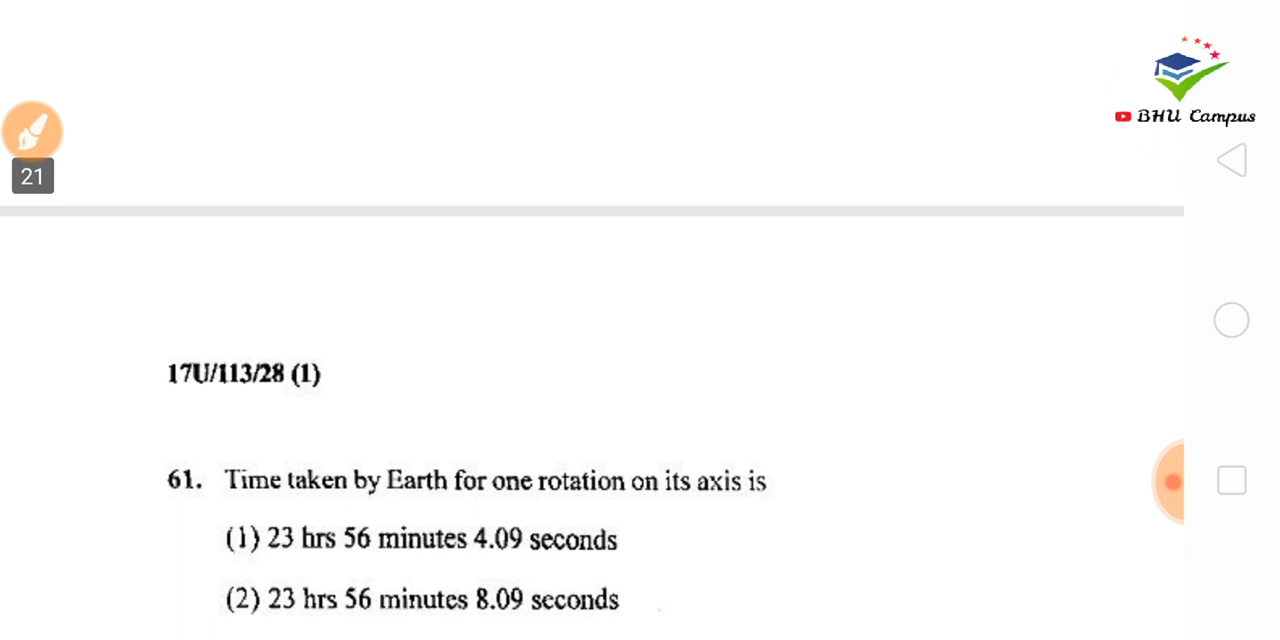 BHU Campus
21
17U/113/28 (1)
61. Time taken by Earth for one rotation on its axis is
(1) 23 hrs 56 minutes 4.09 seconds
(2) 23 hrs 56 minutes 8.09 seconds